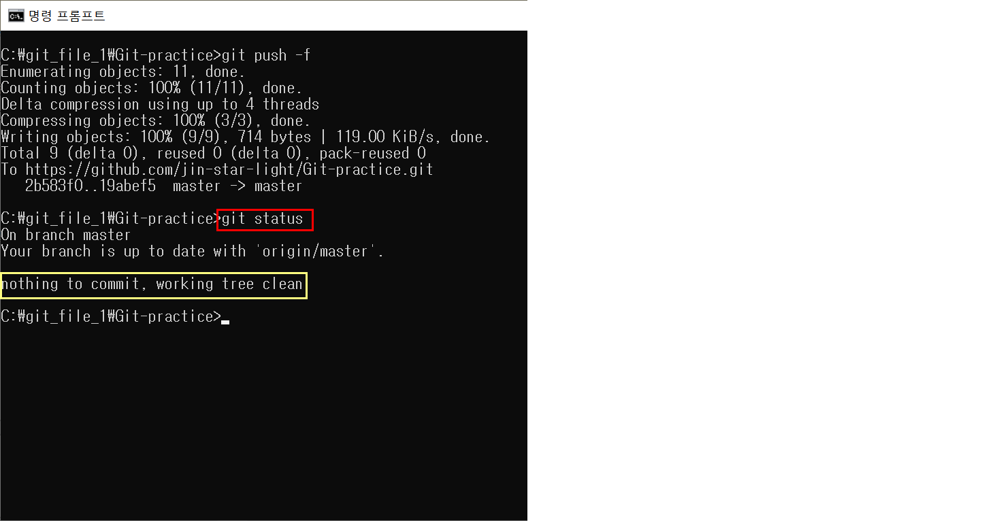 명령 프롬프트
C:₩git_file_1₩Git-practice>git push -f
Enumerating objects: 11, done.
Counting objects: 100% (11/11), done.
Delta compression using up to 4 threads
Compressing objects: 100% (3/3), done.
Writing objects: 100% (9/9), 714 bytes | 119.00 KiB/s, done.
Total 9 (delta 0), reused 0 (delta 0), pack-reused 0
To https://github.com/jin-star-light/Git-practice.git
   2b583f0..19abef5  master -> master
C:₩git_file_1₩Git-practice>git status
On branch master
Your branch is up to date with 'origin/master'.
nothing to commit, working tree clean
C:₩git_file_1₩Git-practice>